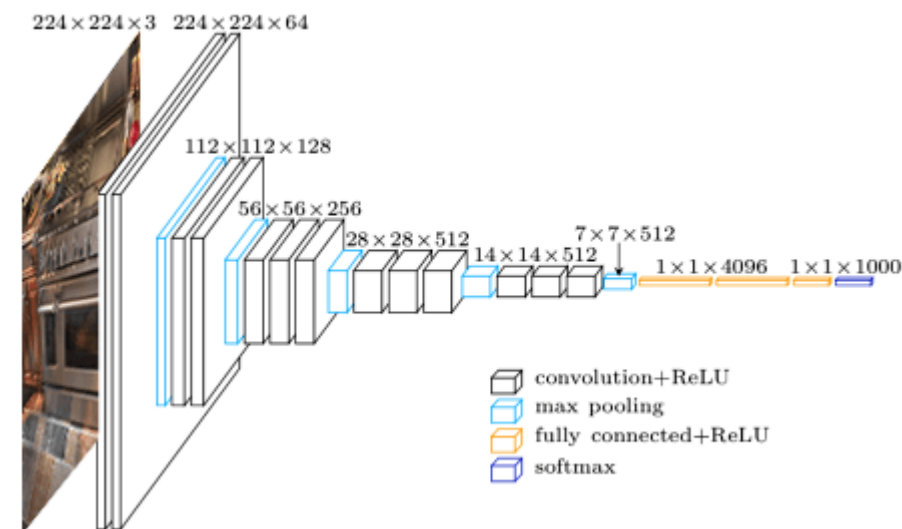 224×224×3
224×224×64
112×112×128
56×56×256
28×28×512
14×14×512
7×7×512
1×1×4096
1×1×1000
convolution+ReLU
max pooling
fully connected+ReLU
softmax